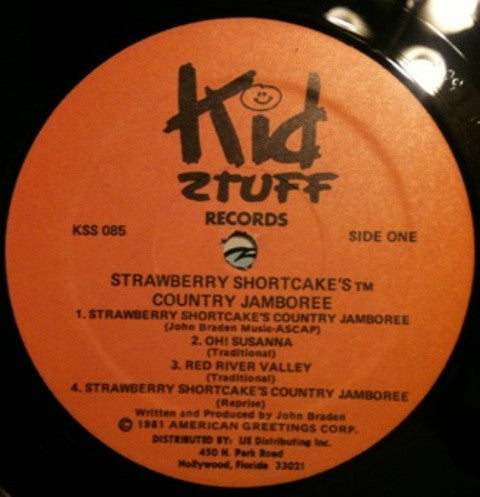 Kid
STUFF
RECORDS
KSS 085
SIDE ONE
STRAWBERRY SHORTCAKE'S™
COUNTRY JAMBOREE
1. STRAWBERRY SHORTCAKE'S COUNTRY JAMBOREE
(John Braden Music-ASCAP)
2. OH! SUSANNA
(Traditional)
3. RED RIVER VALLEY
(Traditional)
4. STRAWBERRY SHORTCAKE'S COUNTRY JAMBOREE
(Reprise)
Written and Produced by John Braden
© 1981 AMERICAN GREETINGS CORP.
DISTRIBUTED BY: IJE Distributing Inc.
450 N. Park Road
Hollywood, Florida 33021